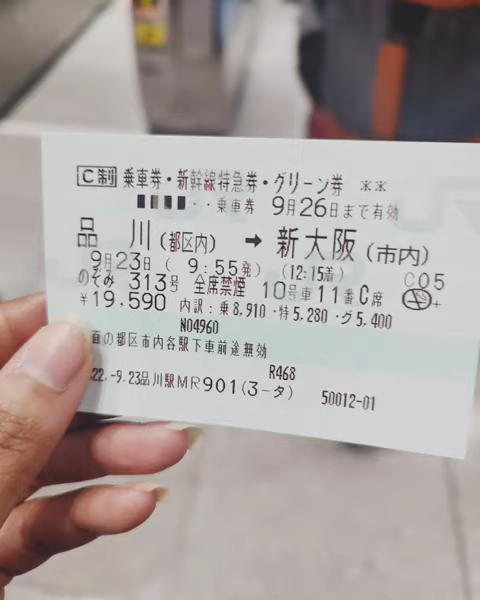 C制 乗車券・新幹線特急券・グリーン券 **
■■■■・・乗車券 9月26日まで有効
品 川(都区内) → 新大阪(市内)
9月23日( 9:55発) (12:15着) C05
のぞみ 313号 全席禁煙 10号車11番C席
¥19,590 内訳:乗8,910・特5,280・グ5,400
N04960
面の都区市内各駅下車前途無効
R468
22.-9.23品川駅MR901(3-タ) 50012-01